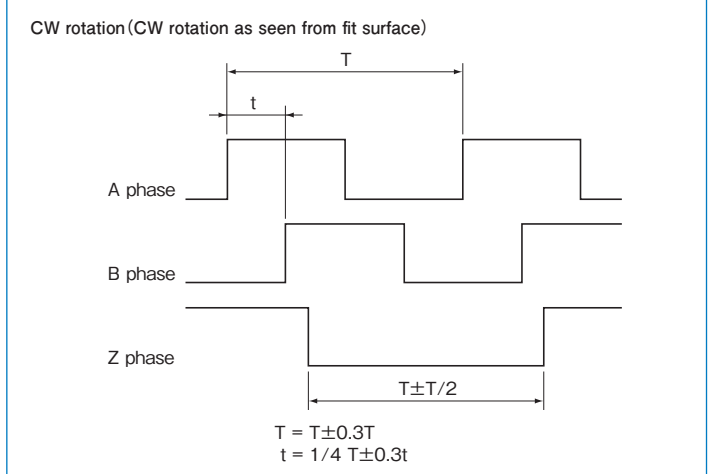 CW rotation (CW rotation as seen from fit surface)
T
t
A phase
B phase
Z phase
T±T/2
T = T±0.3T
t = 1/4 T±0.3t